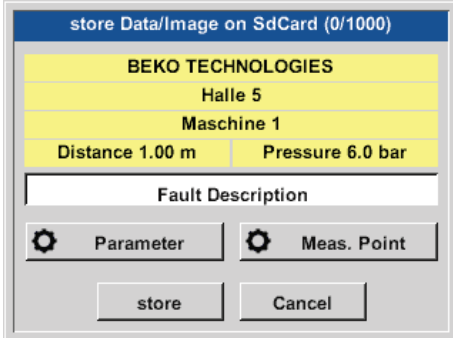 store Data/Image on SdCard (0/1000)
BEKO TECHNOLOGIES
Halle 5
Maschine 1
Distance 1.00 m Pressure 6.0 bar
Fault Description
Parameter Meas. Point
store Cancel